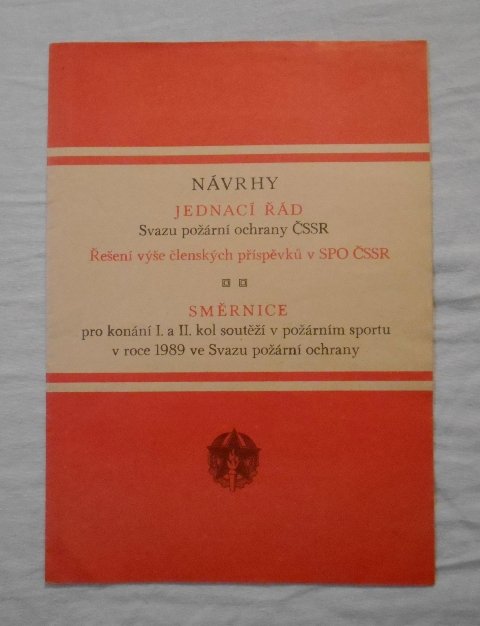 NÁVRHY
JEDNACÍ ŘÁD
Svazu požární ochrany ČSSR
Řešení výše členských příspěvků v SPO ČSSR
SMĚRNICE
pro konání I. a II. kol soutěží v požárním sportu
v roce 1989 ve Svazu požární ochrany